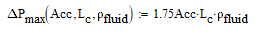 ΔP_max(Acc, L_c, ρ_fluid) := 1.75Acc·L_c·ρ_fluid